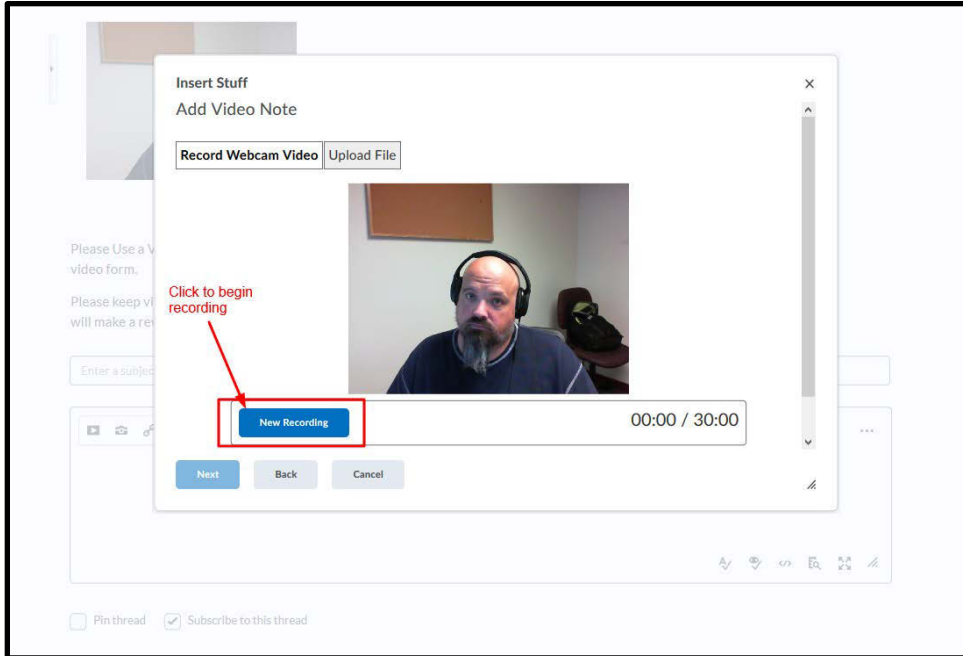 Insert Stuff
Add Video Note
Record Webcam Video Upload File
Please Use a V
video form.
Please keep vi
will make a rev
Click to begin
recording
Enter a subjec
New Recording 00:00 / 30:00
Next Back Cancel
Pin thread Subscribe to this thread